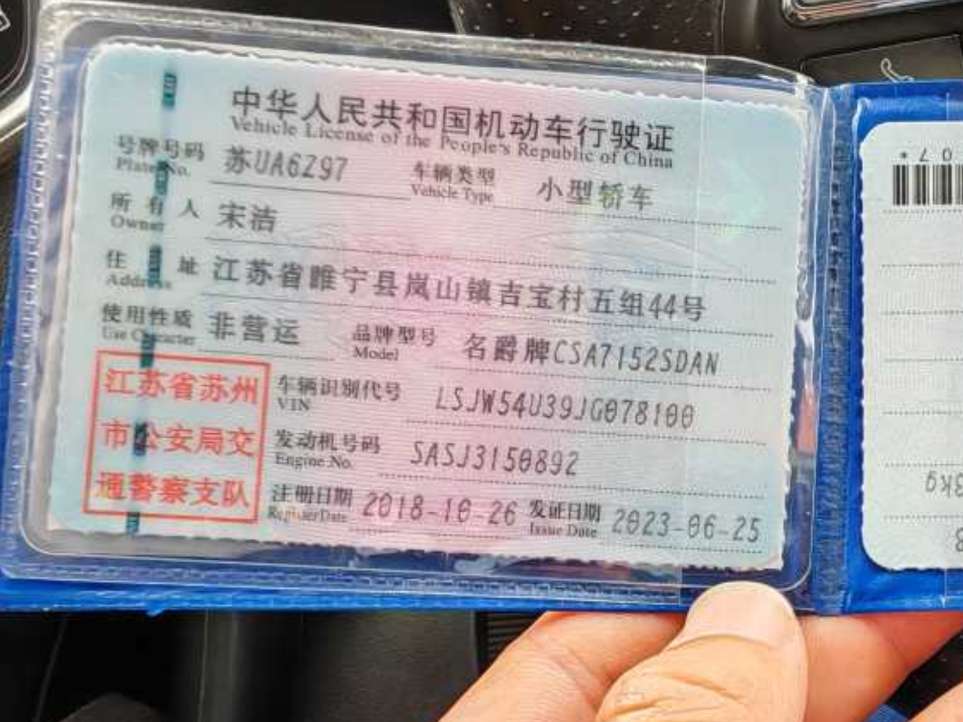 中华人民共和国机动车行驶证
Vehicle License of the People's Republic of China
号牌号码 苏UA6Z97 车辆类型 小型轿车
Plate No. Vehicle Type
所有人 宋洁
Owner
住址 江苏省睢宁县岚山镇吉宝村五组44号
Address
使用性质 非营运 品牌型号 名爵牌CSA7152SDAN
Use Character Model
江苏省苏州
市公安局交
通警察支队
车辆识别代号 LSJW54U39JG078100
VIN
发动机号码 SASJ3150892
Engine No.
注册日期 2018-10-26 发证日期 2023-06-25
Register Date Issue Date